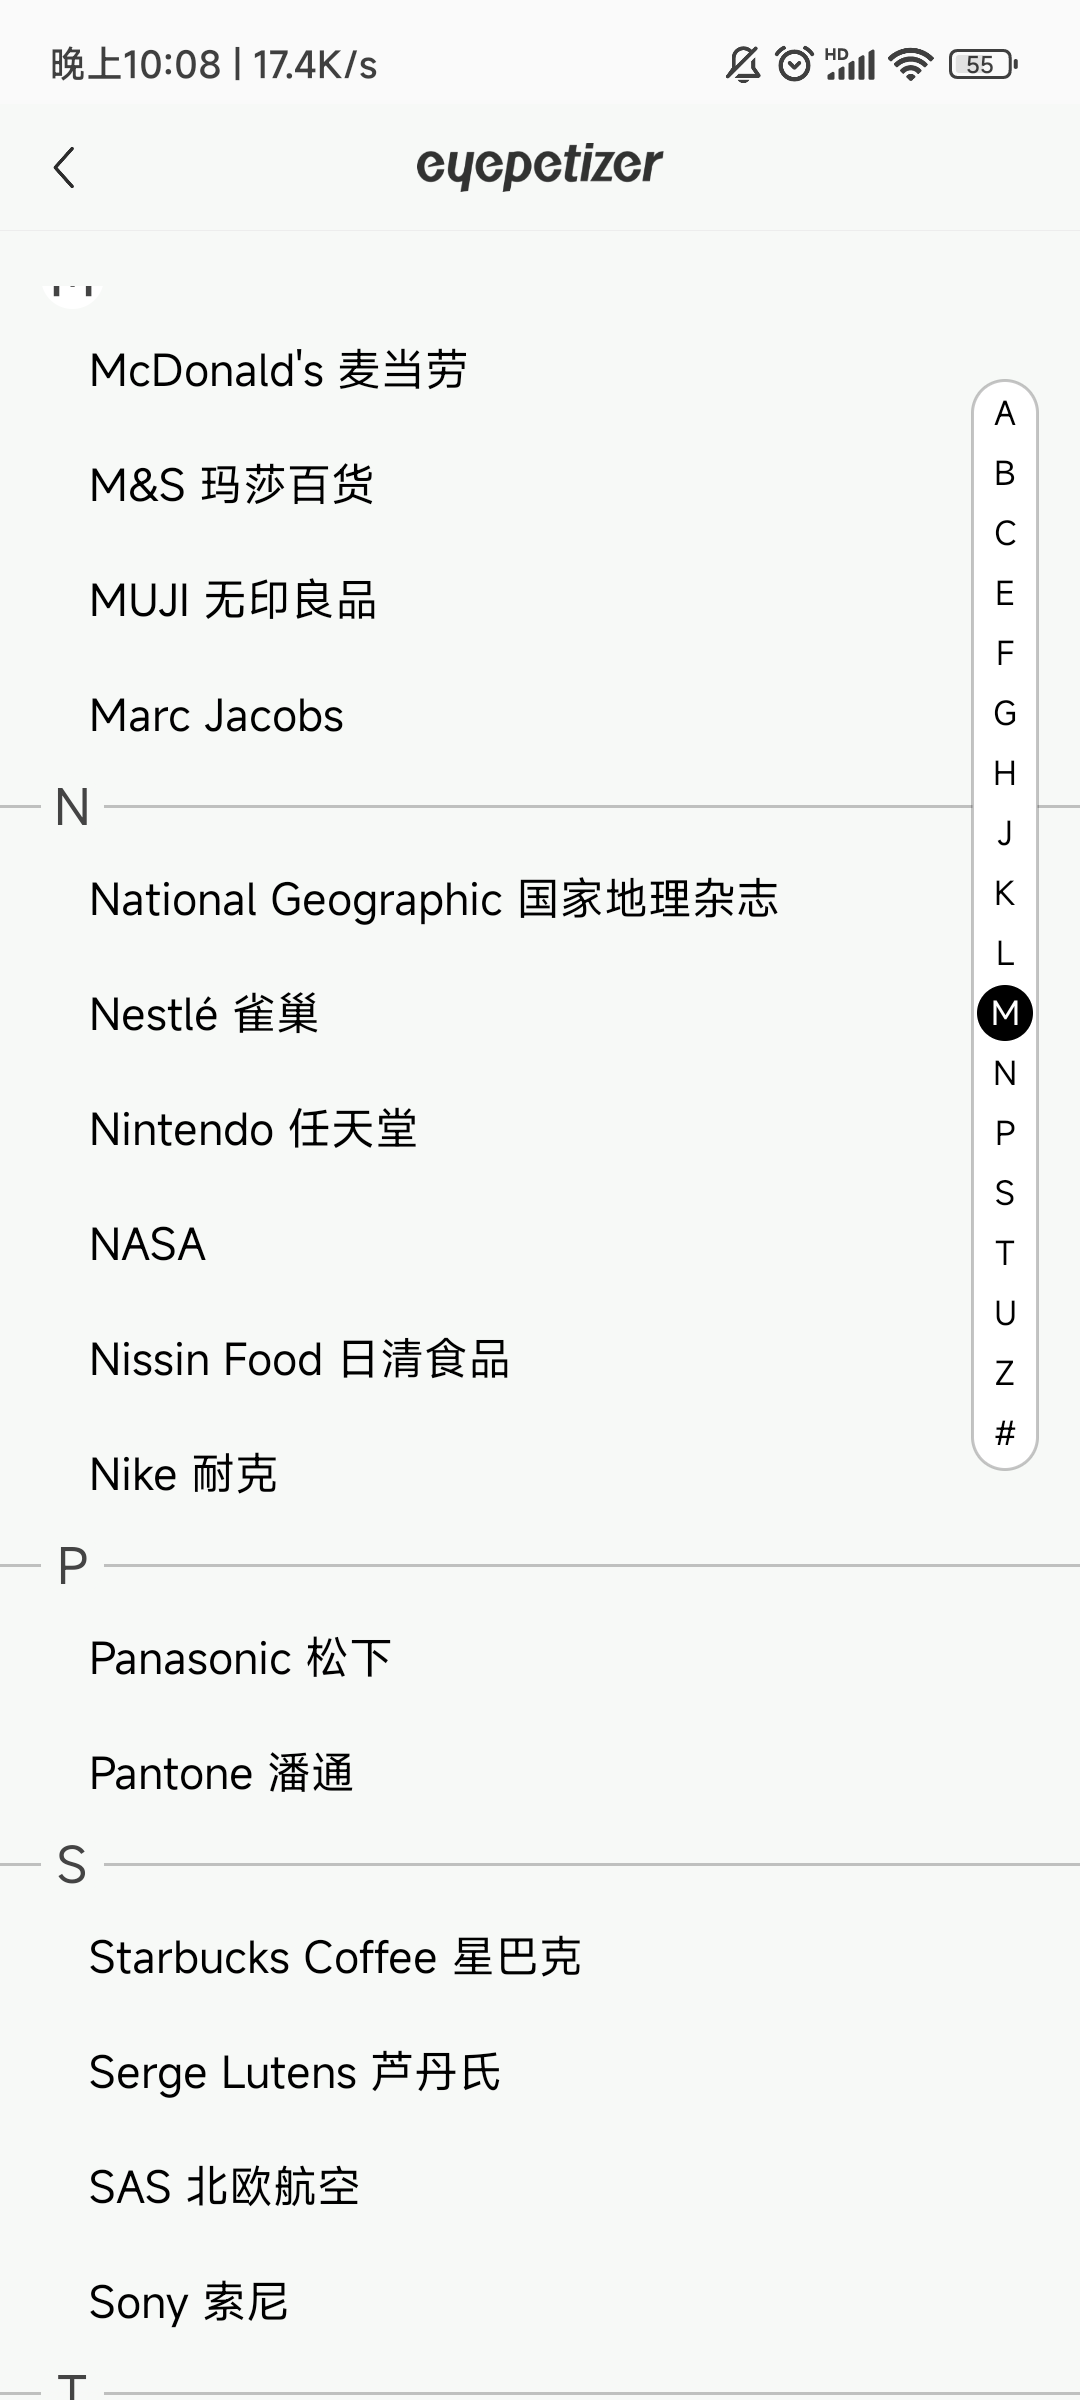 晚上10:08 | 17.4K/s HD 55
eyepetizer
M
McDonald's 麦当劳
M&S 玛莎百货
MUJI 无印良品
Marc Jacobs
N
National Geographic 国家地理杂志
Nestlé 雀巢
Nintendo 任天堂
NASA
Nissin Food 日清食品
Nike 耐克
P
Panasonic 松下
Pantone 潘通
S
Starbucks Coffee 星巴克
Serge Lutens 芦丹氏
SAS 北欧航空
Sony 索尼
T
A
B
C
E
F
G
H
J
K
L
M
N
P
S
T
U
Z
#